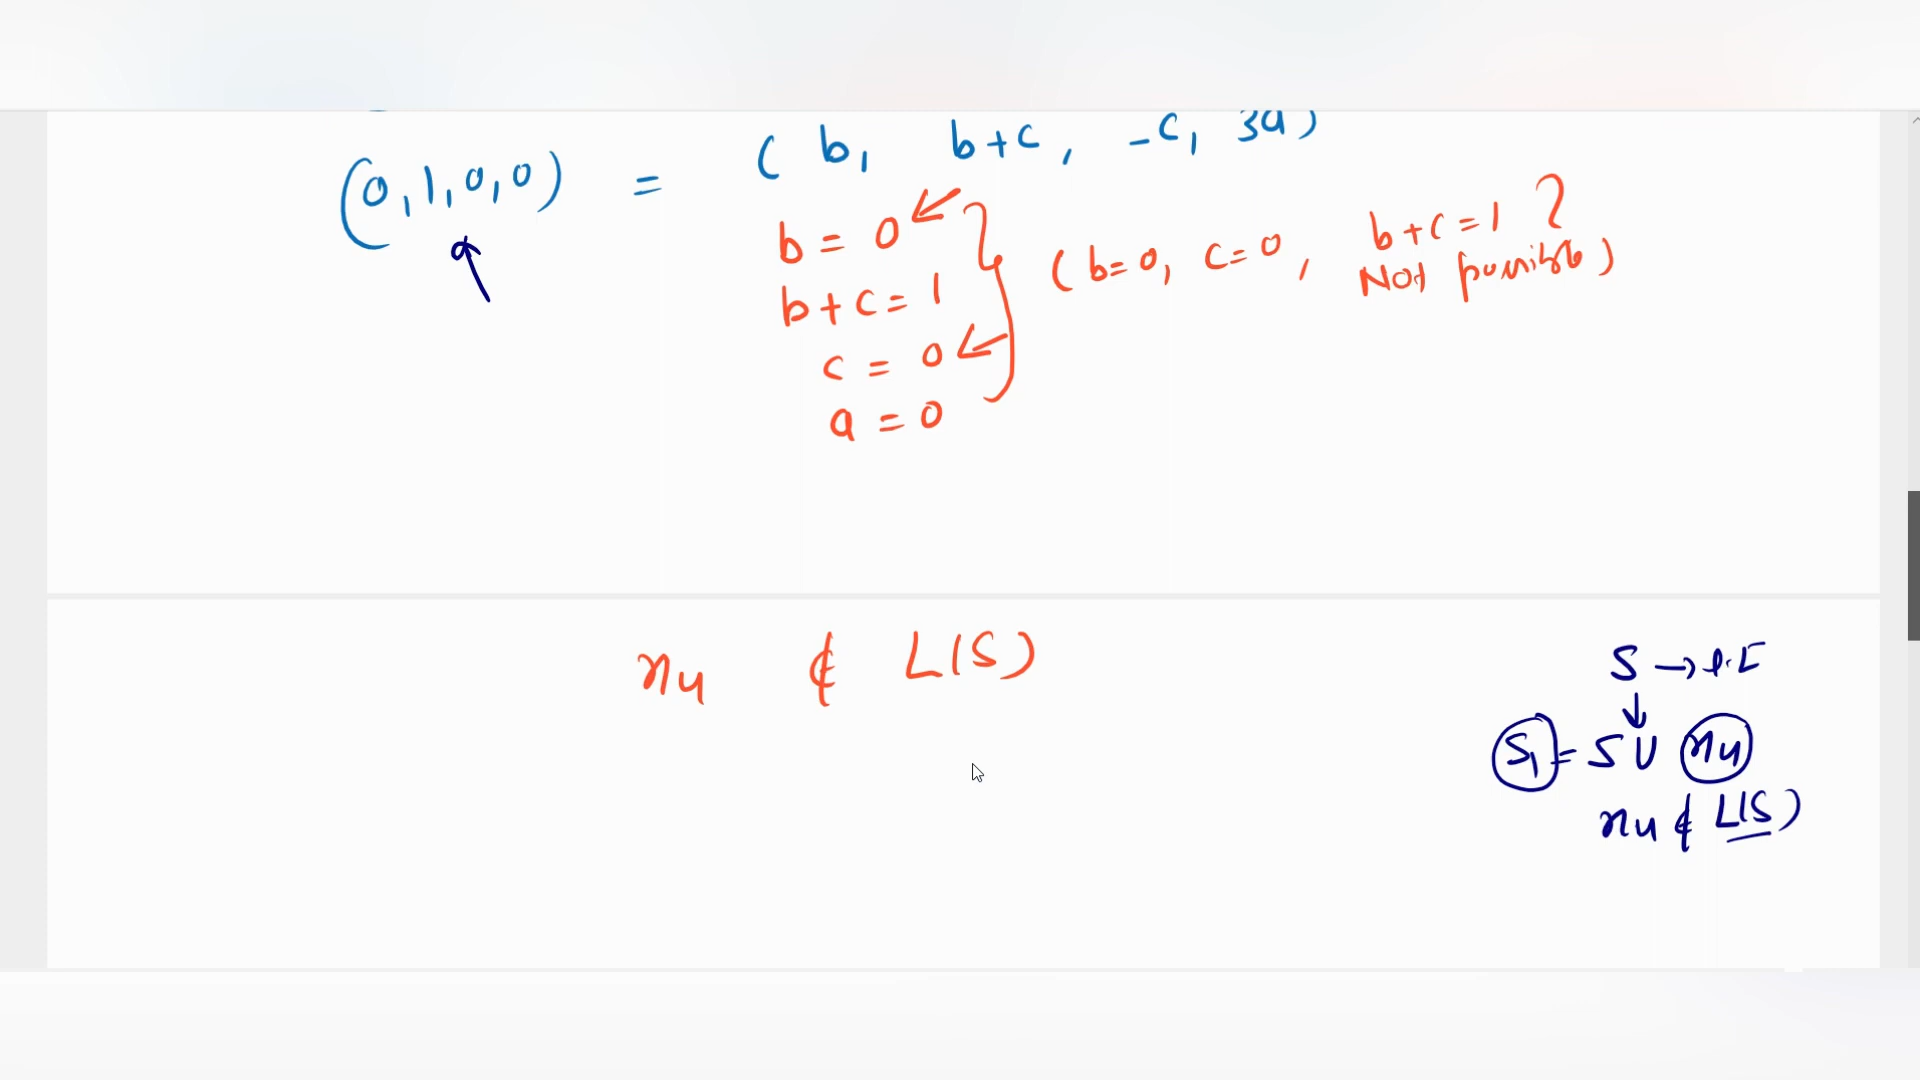 (0,1,0,0) = ( b, b+c, -c, 3a)
b = 0
b+c = 1
c = 0
a = 0
(b=0, c=0, b+c=1 ?
Not possible)
x4 ∉ L(S)
S → L.I
↓
S1 = S U x4
x4 ∉ L(S)